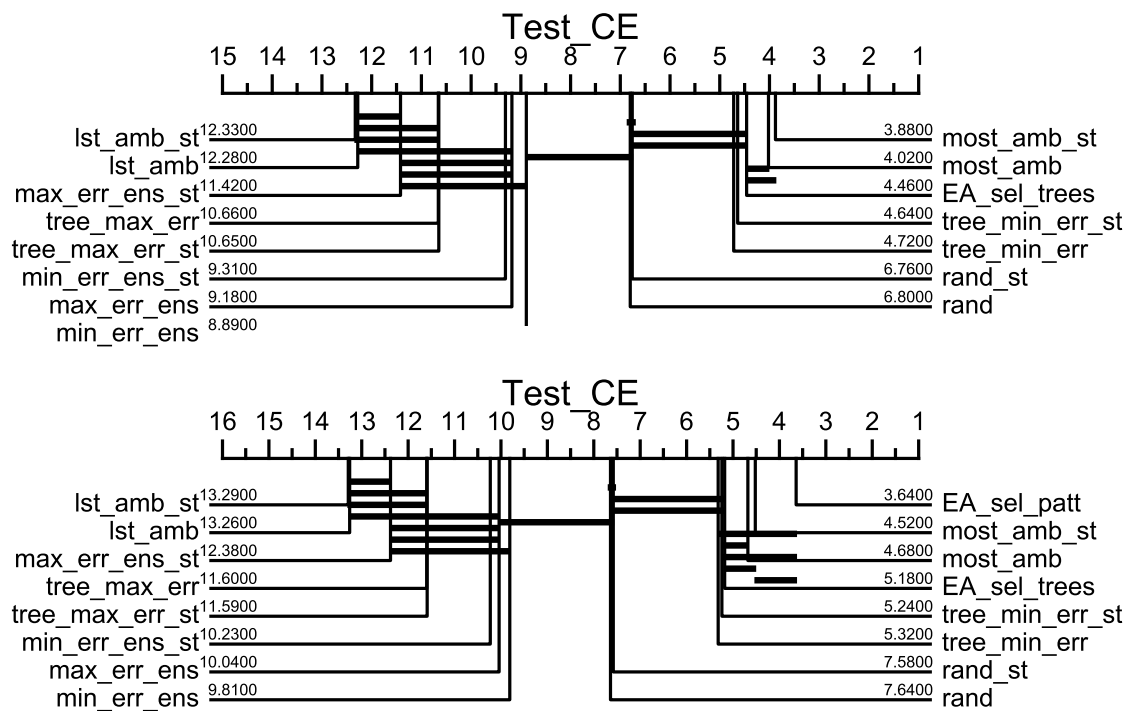 Test_CE
15 14 13 12 11 10 9 8 7 6 5 4 3 2 1
lst_amb_st 12.3300 3.8800 most_amb_st
lst_amb 12.2800 4.0200 most_amb
max_err_ens_st 11.4200 4.4600 EA_sel_trees
tree_max_err 10.6600 4.6400 tree_min_err_st
tree_max_err_st 10.6500 4.7200 tree_min_err
min_err_ens_st 9.3100 6.7600 rand_st
max_err_ens 9.1800 6.8000 rand
min_err_ens 8.8900
Test_CE
16 15 14 13 12 11 10 9 8 7 6 5 4 3 2 1
lst_amb_st 13.2900 3.6400 EA_sel_patt
lst_amb 13.2600 4.5200 most_amb_st
max_err_ens_st 12.3800 4.6800 most_amb
tree_max_err 11.6000 5.1800 EA_sel_trees
tree_max_err_st 11.5900 5.2400 tree_min_err_st
min_err_ens_st 10.2300 5.3200 tree_min_err
max_err_ens 10.0400 7.5800 rand_st
min_err_ens 9.8100 7.6400 rand